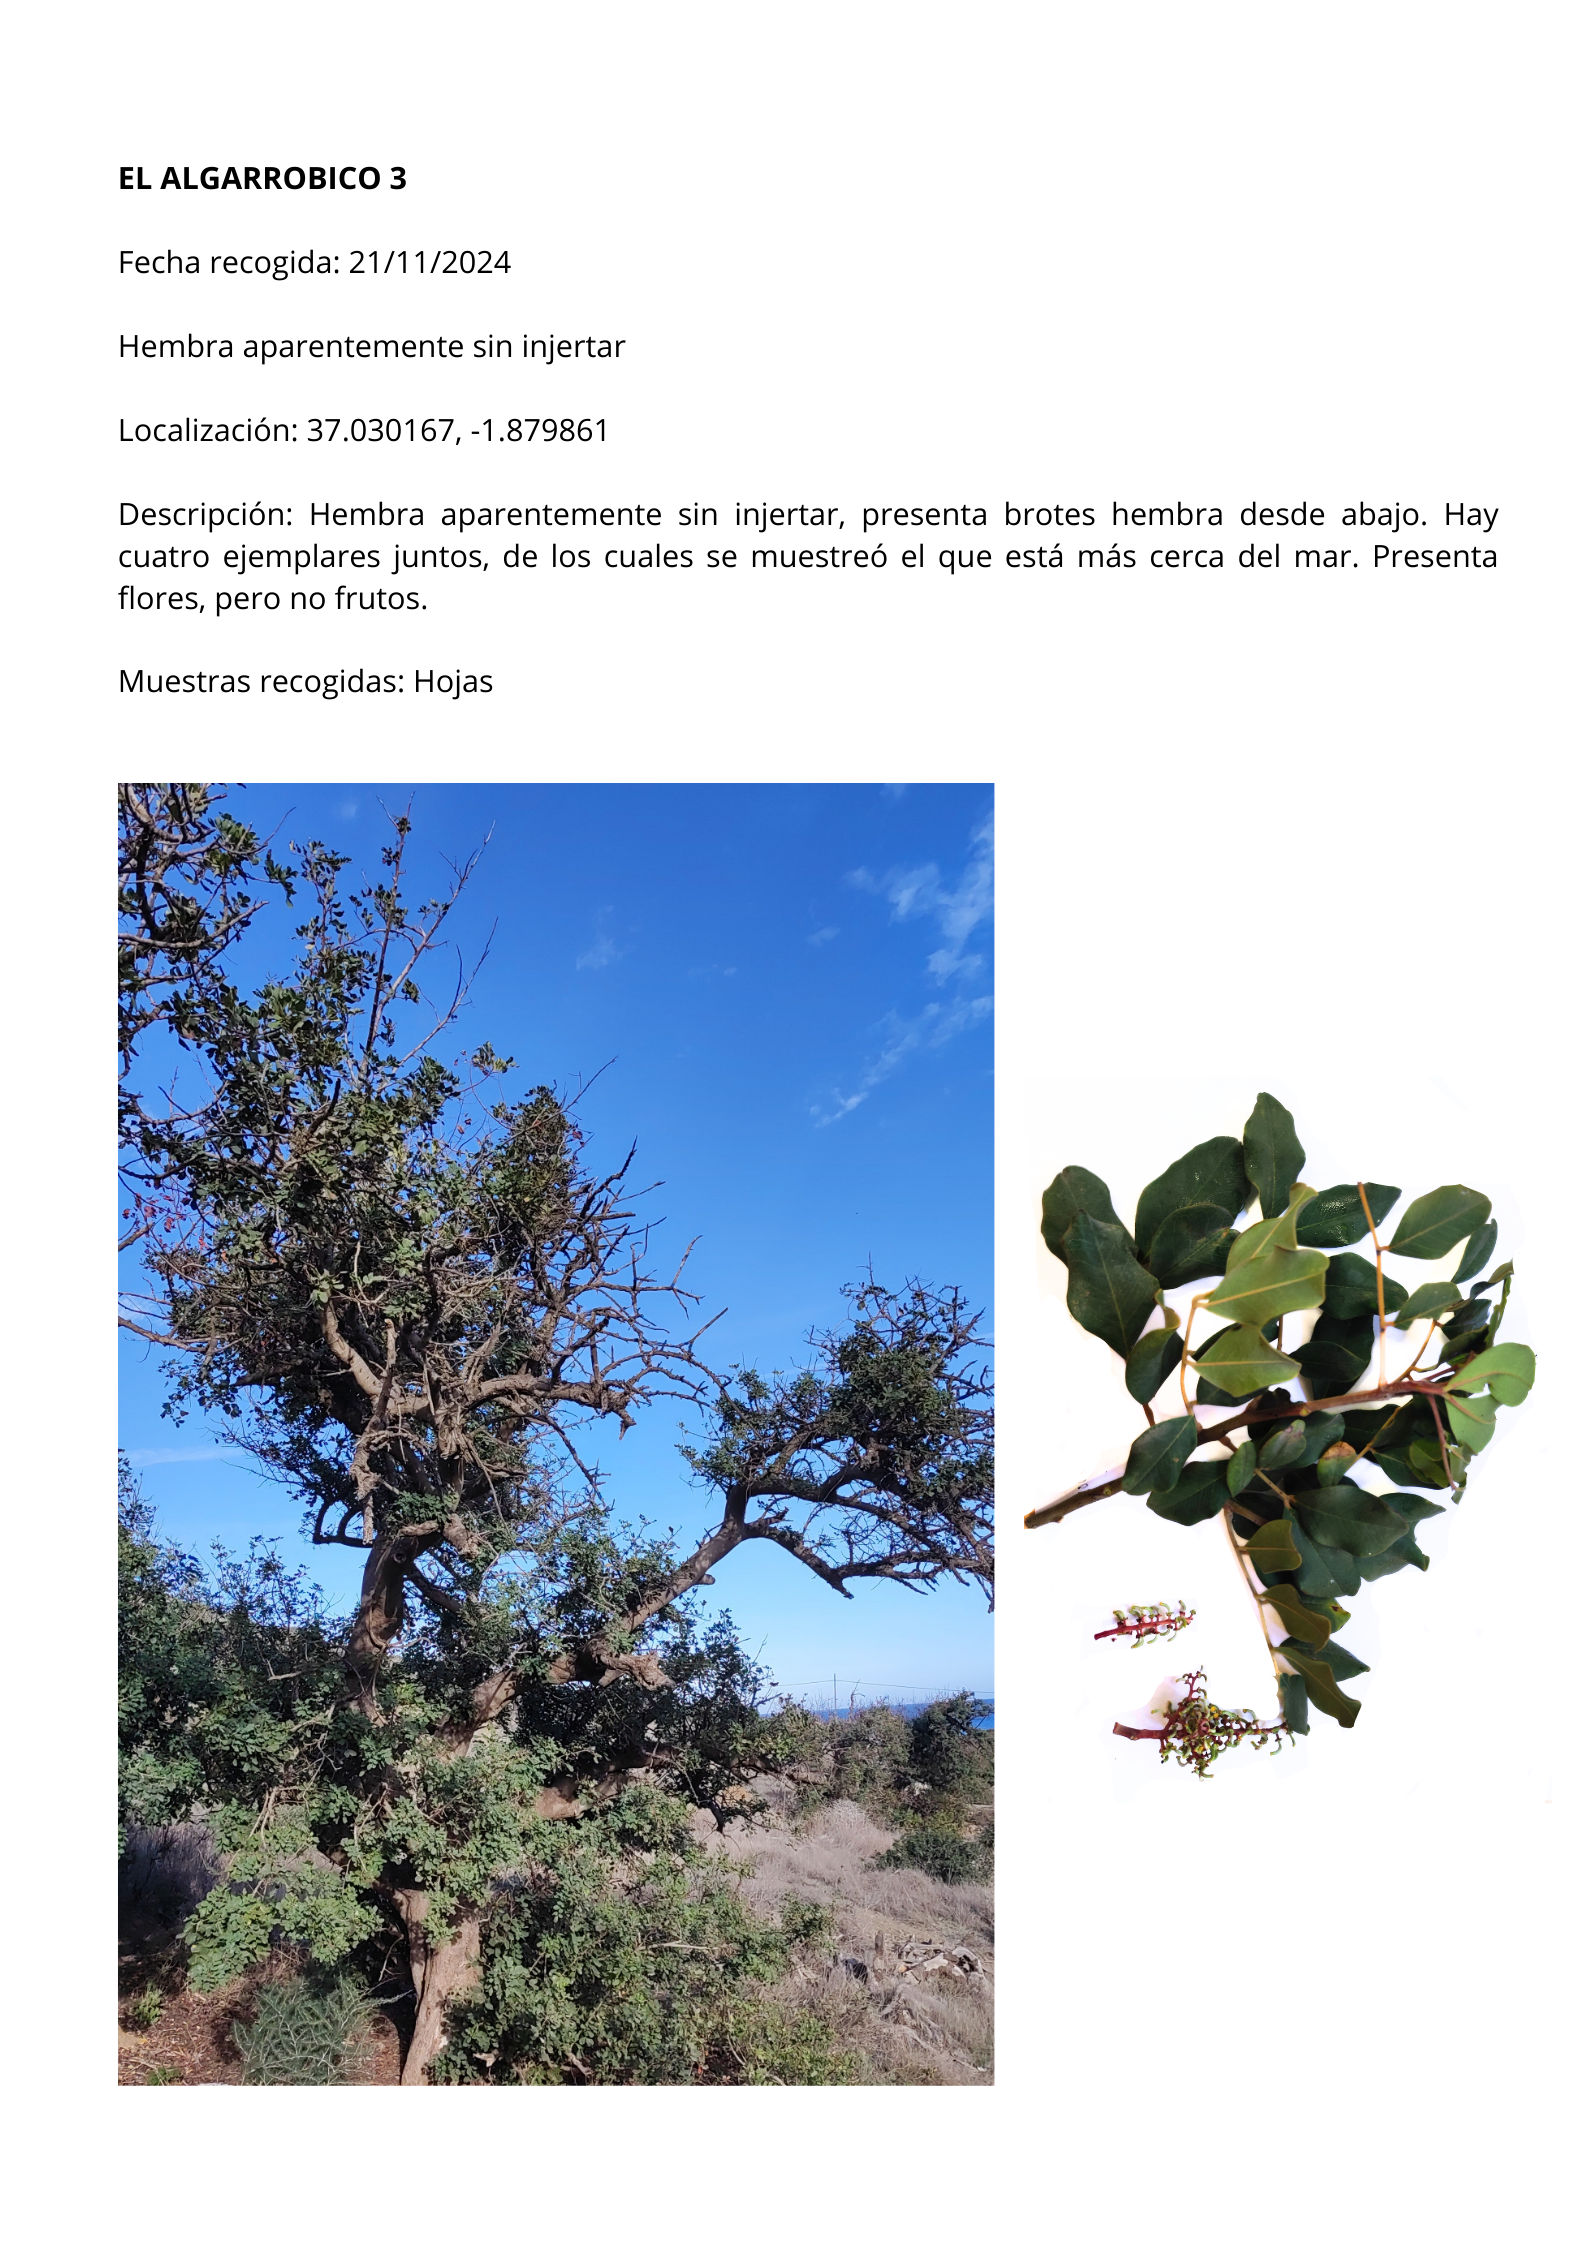 EL ALGARROBICO 3
Fecha recogida: 21/11/2024
Hembra aparentemente sin injertar
Localización: 37.030167, -1.879861
Descripción: Hembra aparentemente sin injertar, presenta brotes hembra desde abajo. Hay
cuatro ejemplares juntos, de los cuales se muestreó el que está más cerca del mar. Presenta
flores, pero no frutos.
Muestras recogidas: Hojas